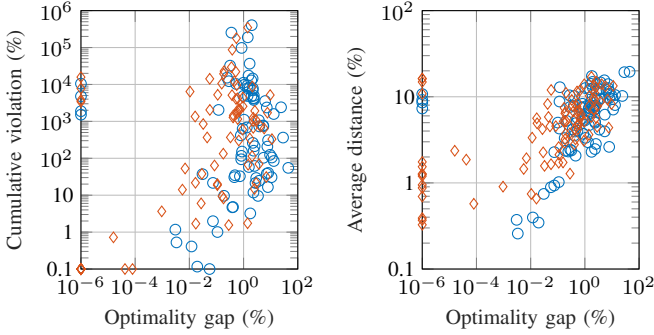 10^6
10^5
10^4
10^3
10^2
10
1
0.1
10^−6 10^−4 10^−2 10^0 10^2
Cumulative violation (%)
Optimality gap (%)
10^2
10
1
0.1
10^−6 10^−4 10^−2 10^0 10^2
Average distance (%)
Optimality gap (%)